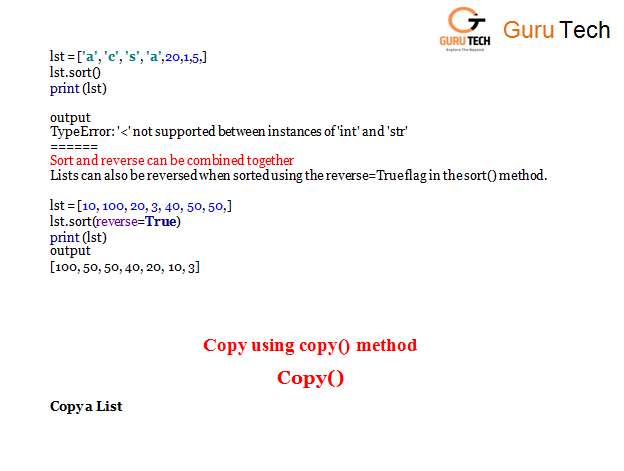 GURU TECH
Explore The Beyond
Guru Tech
lst = ['a', 'c', 's', 'a',20,1,5,]
lst.sort()
print (lst)
output
TypeError: '<' not supported between instances of 'int' and 'str'
======
Sort and reverse can be combined together
Lists can also be reversed when sorted using the reverse=True flag in the sort() method.
lst = [10, 100, 20, 3, 40, 50, 50,]
lst.sort(reverse=True)
print (lst)
output
[100, 50, 50, 40, 20, 10, 3]
Copy using copy() method
Copy()
Copy a List